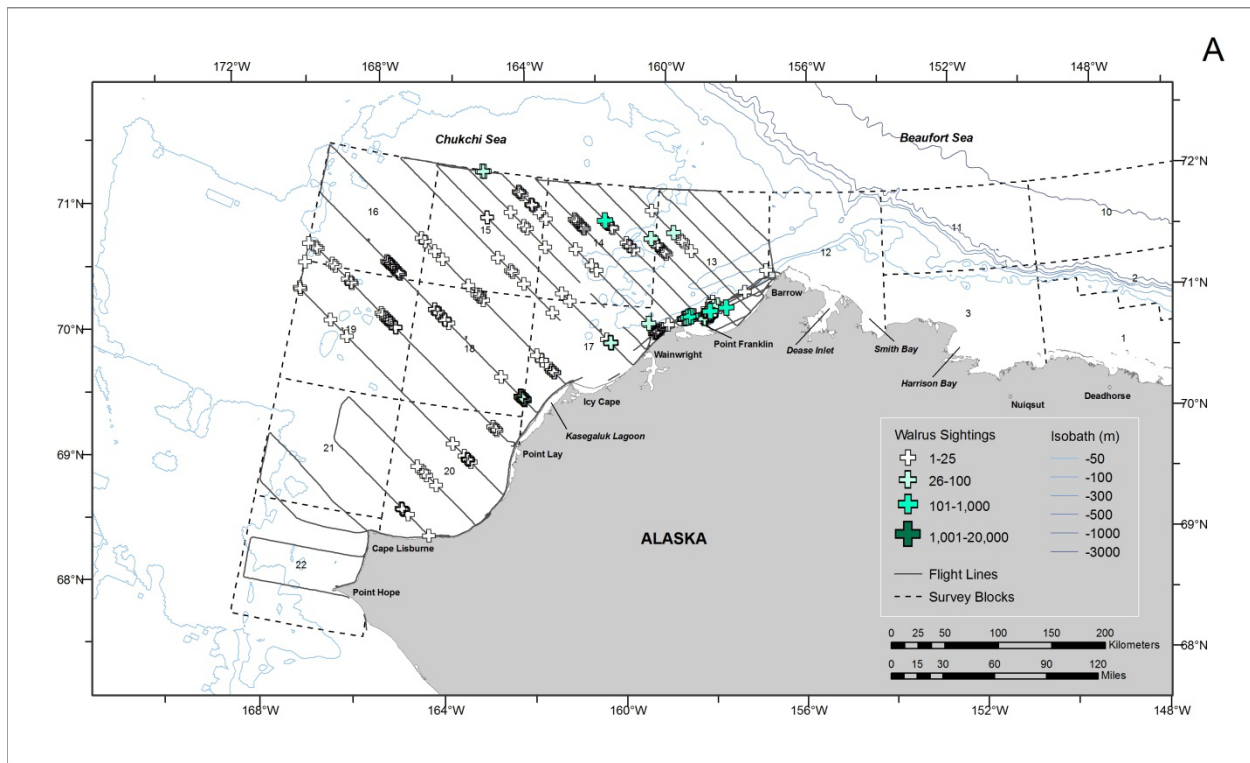 A
172°W 168°W 164°W 160°W 156°W 152°W 148°W
Chukchi Sea
Beaufort Sea
72°N
71°N
16
15
14
13
12
11
10
2
71°N
Barrow
3
1
70°N
19
18
17
Wainwright
Point Franklin
Dease Inlet
Smith Bay
Harrison Bay
Nuiqsut
Deadhorse
70°N
Icy Cape
Kasegaluk Lagoon
Point Lay
69°N
21
20
Cape Lisburne
22
Point Hope
68°N
ALASKA
69°N
68°N
Walrus Sightings
1-25
26-100
101-1,000
1,001-20,000
Flight Lines
Survey Blocks
Isobath (m)
-50
-100
-300
-500
-1000
-3000
0 25 50 100 150 200
Kilometers
0 15 30 60 90 120
Miles
168°W 164°W 160°W 156°W 152°W 148°W